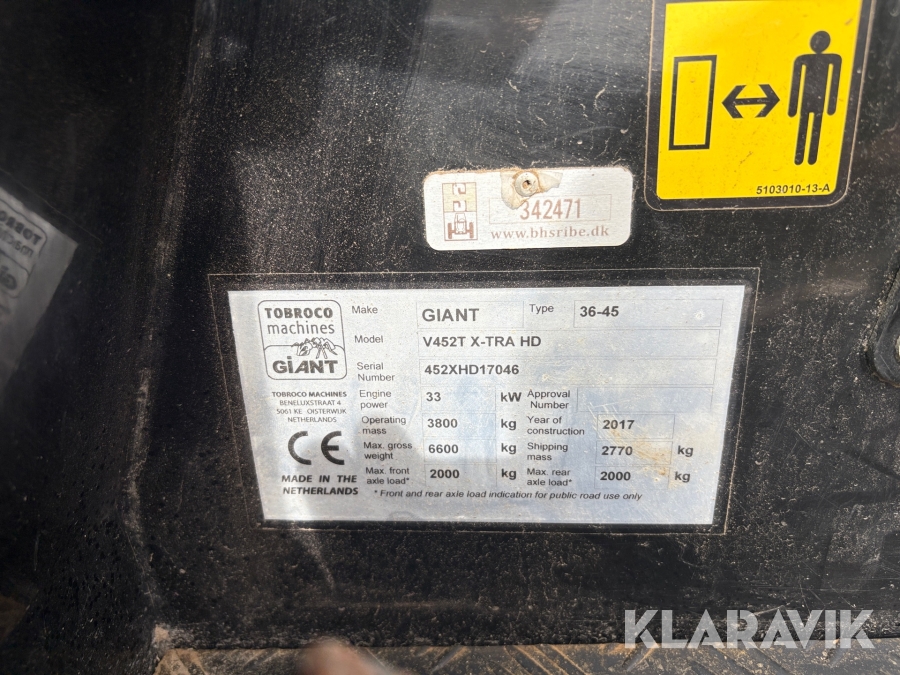 5103010-13-A
342471
www.bhsribe.dk
TOBROCO
machines
GiANT
TOBROCO MACHINES
BENELUXSTRAAT 4
5061 KE OISTERWIJK
NETHERLANDS
CE
MADE IN THE
NETHERLANDS
Make GIANT Type 36-45
Model V452T X-TRA HD
Serial
Number 452XHD17046
Engine
power 33 kW Approval
Number
Operating
mass 3800 kg Year of
construction 2017
Max. gross
weight 6600 kg Shipping
mass 2770 kg
Max. front
axle load* 2000 kg Max. rear
axle load* 2000 kg
* Front and rear axle load indication for public road use only
KLARAVIK